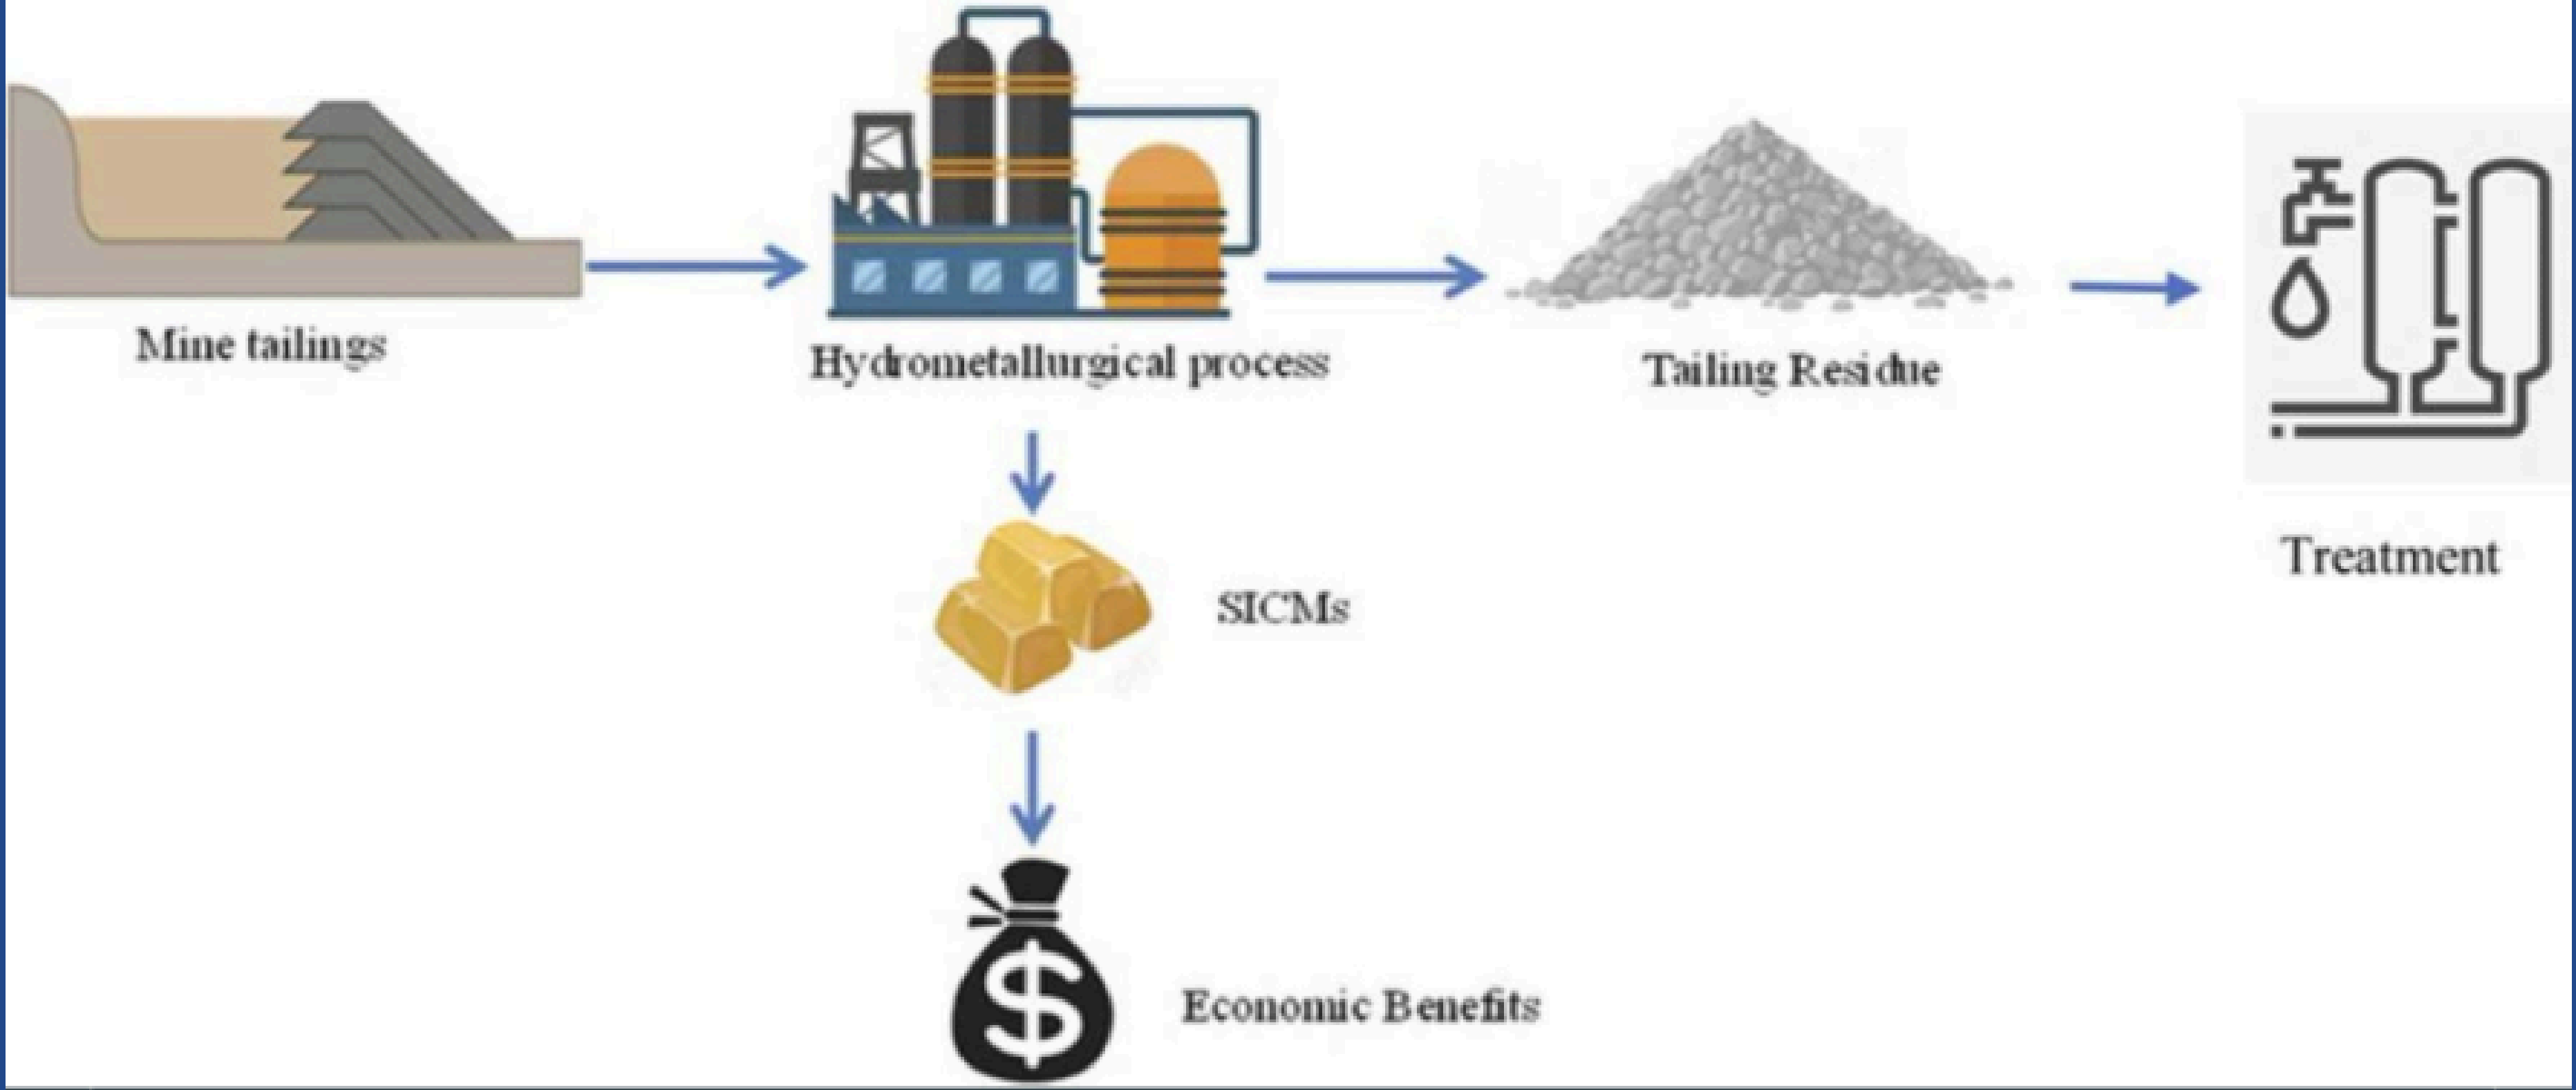 Mine tailings
Hydrometallurgical process
Tailing Residue
Treatment
SICMs
$
Economic Benefits